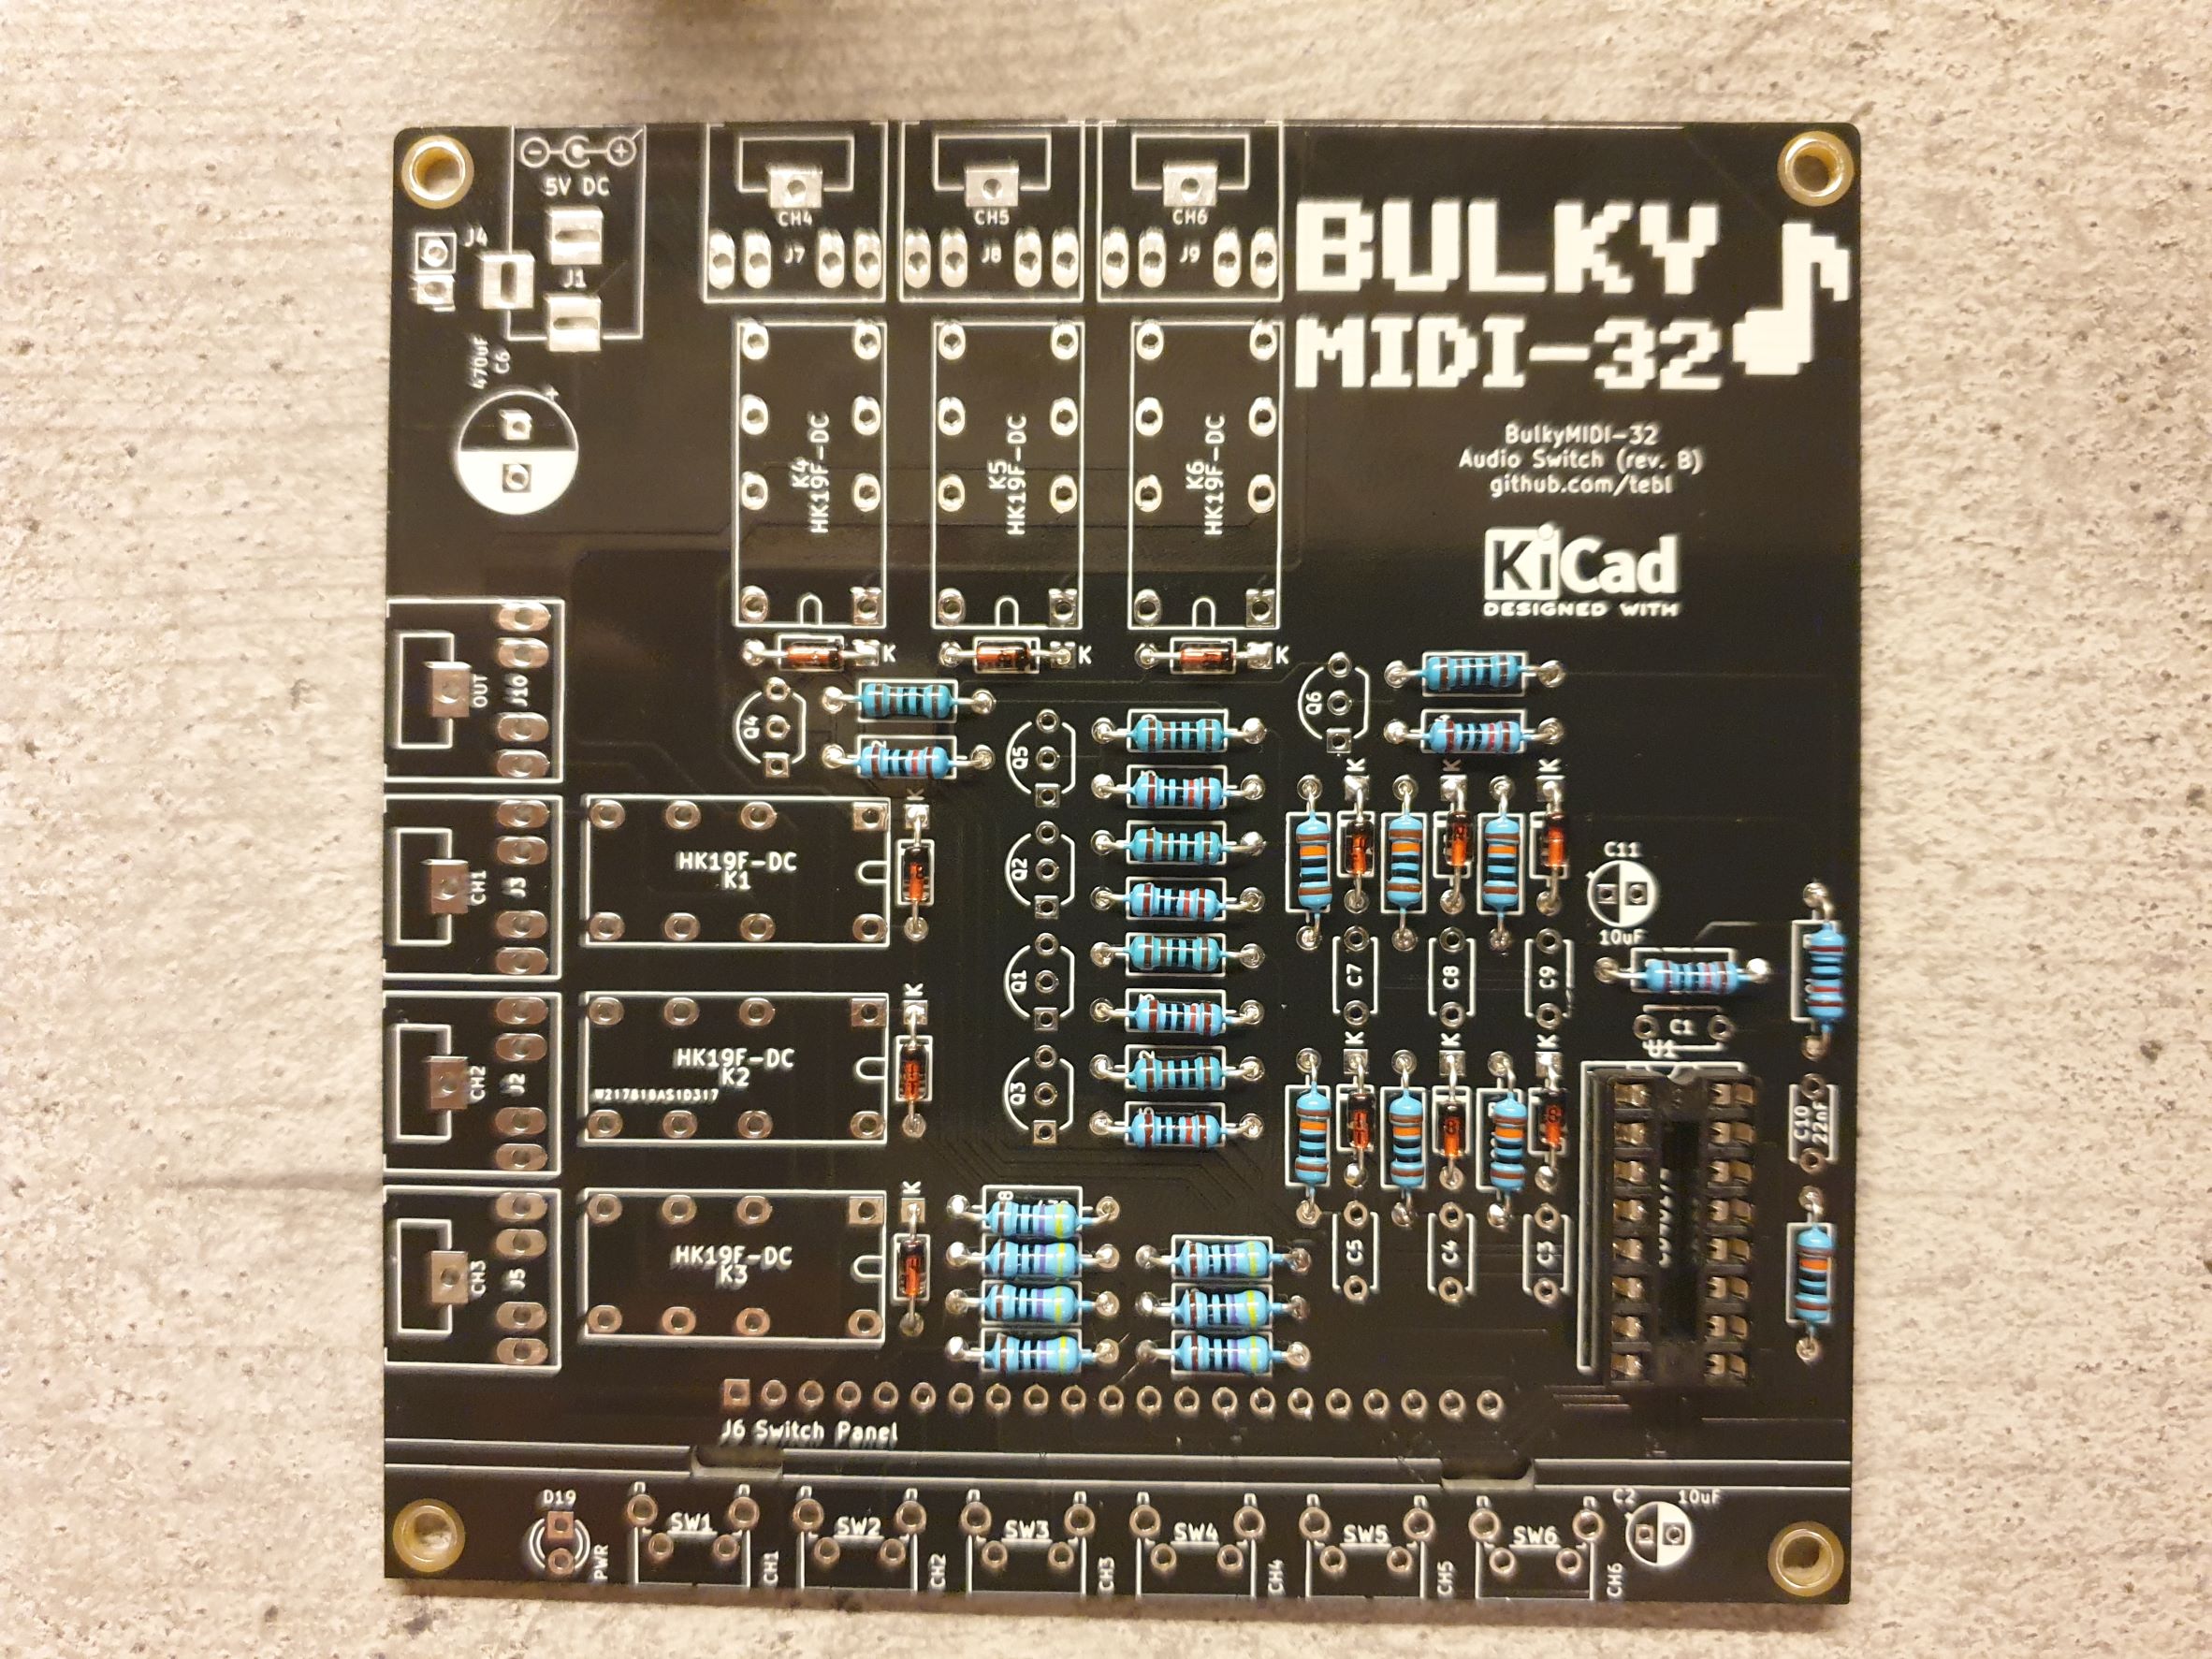 5V DC
J4
J1
470uF
C6
CH4
J7
CH5
J8
CH6
J9
BULKY
MIDI-32
BulkyMIDI-32
Audio Switch (rev. B)
github.com/tebl
KiCad
DESIGNED WITH
K4
HK19F-DC
K5
HK19F-DC
K6
HK19F-DC
K
K
K
OUT
J10
Q4
Q5
Q6
K
K
K
K
CH1
J3
HK19F-DC
K1
Q2
C11
10uF
C7
C8
C9
Q1
K
CH2
J2
HK19F-DC
K2
W217818AS1D317
Q3
K
K
K
C1
U1
C10
22nF
K
CH3
J5
HK19F-DC
K3
C5
C4
C3
J6 Switch Panel
D19
PWR
SW1
CH1
SW2
CH2
SW3
CH3
SW4
CH4
SW5
CH5
SW6
CH6
C2
10uF